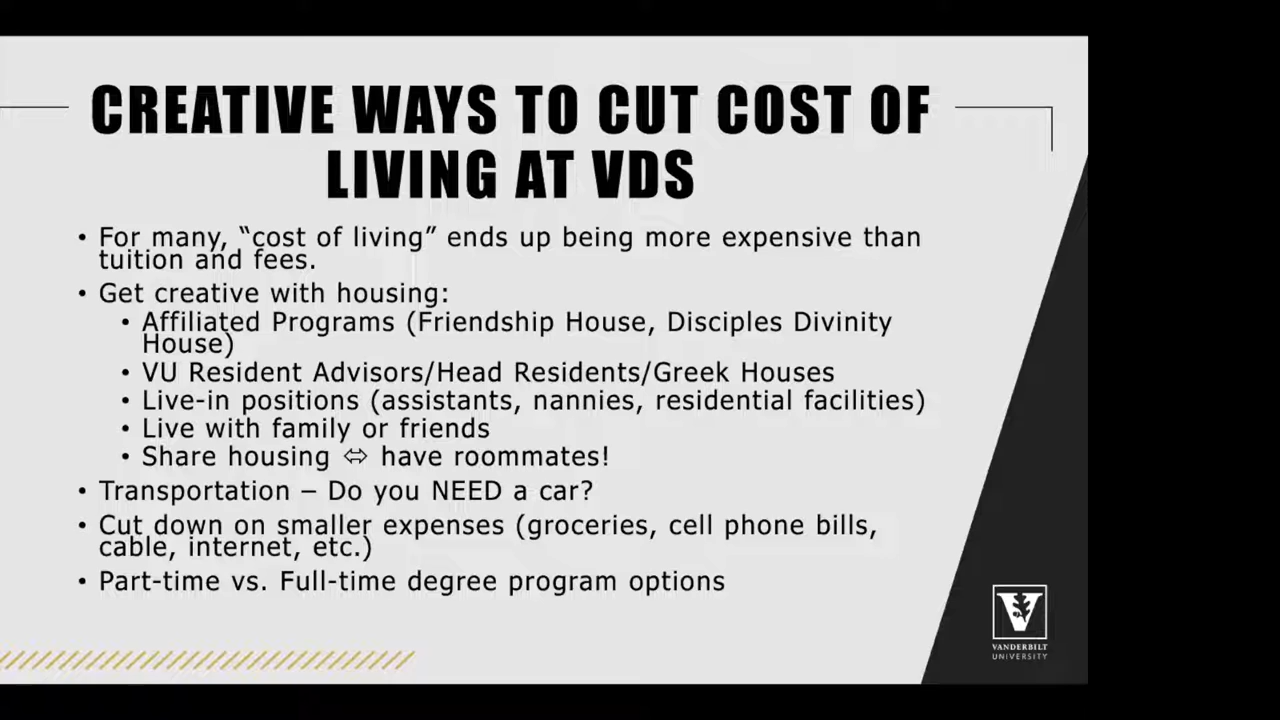 CREATIVE WAYS TO CUT COST OF
LIVING AT VDS
• For many, “cost of living” ends up being more expensive than
tuition and fees.
• Get creative with housing:
• Affiliated Programs (Friendship House, Disciples Divinity
House)
• VU Resident Advisors/Head Residents/Greek Houses
• Live-in positions (assistants, nannies, residential facilities)
• Live with family or friends
• Share housing ⇔ have roommates!
• Transportation – Do you NEED a car?
• Cut down on smaller expenses (groceries, cell phone bills,
cable, internet, etc.)
• Part-time vs. Full-time degree program options
V
VANDERBILT
UNIVERSITY